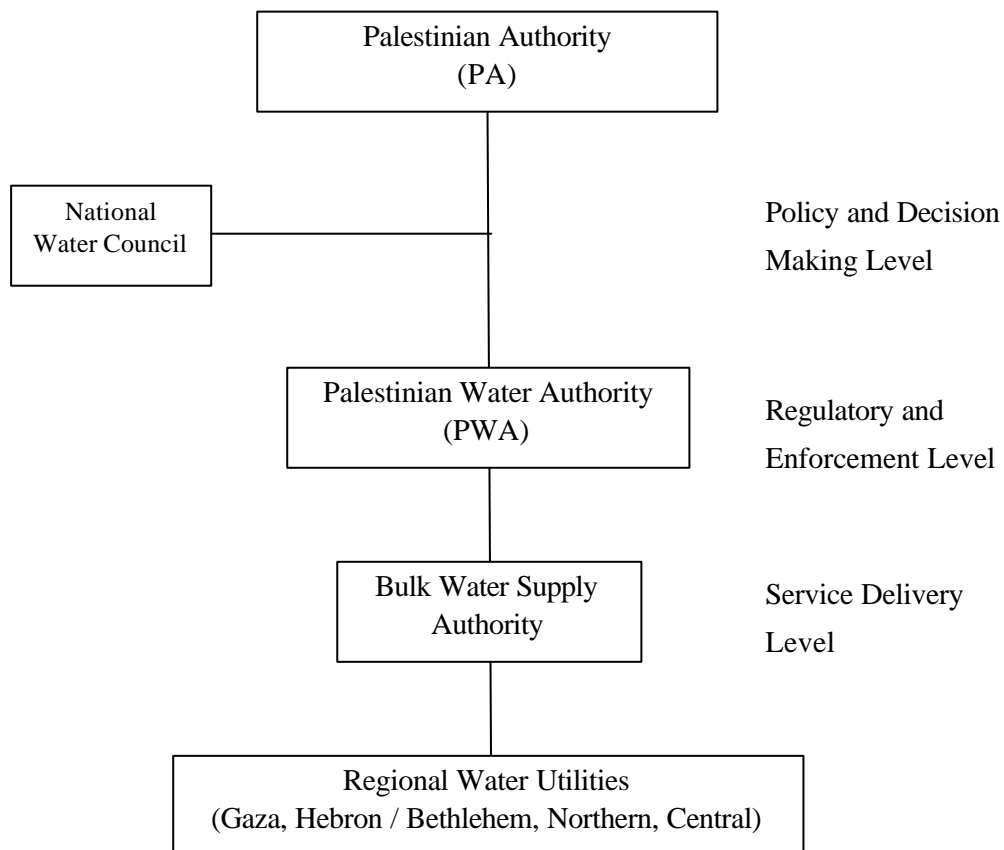 Palestinian Authority
(PA)
National
Water Council
Policy and Decision
Making Level
Palestinian Water Authority
(PWA)
Regulatory and
Enforcement Level
Bulk Water Supply
Authority
Service Delivery
Level
Regional Water Utilities
(Gaza, Hebron / Bethlehem, Northern, Central)